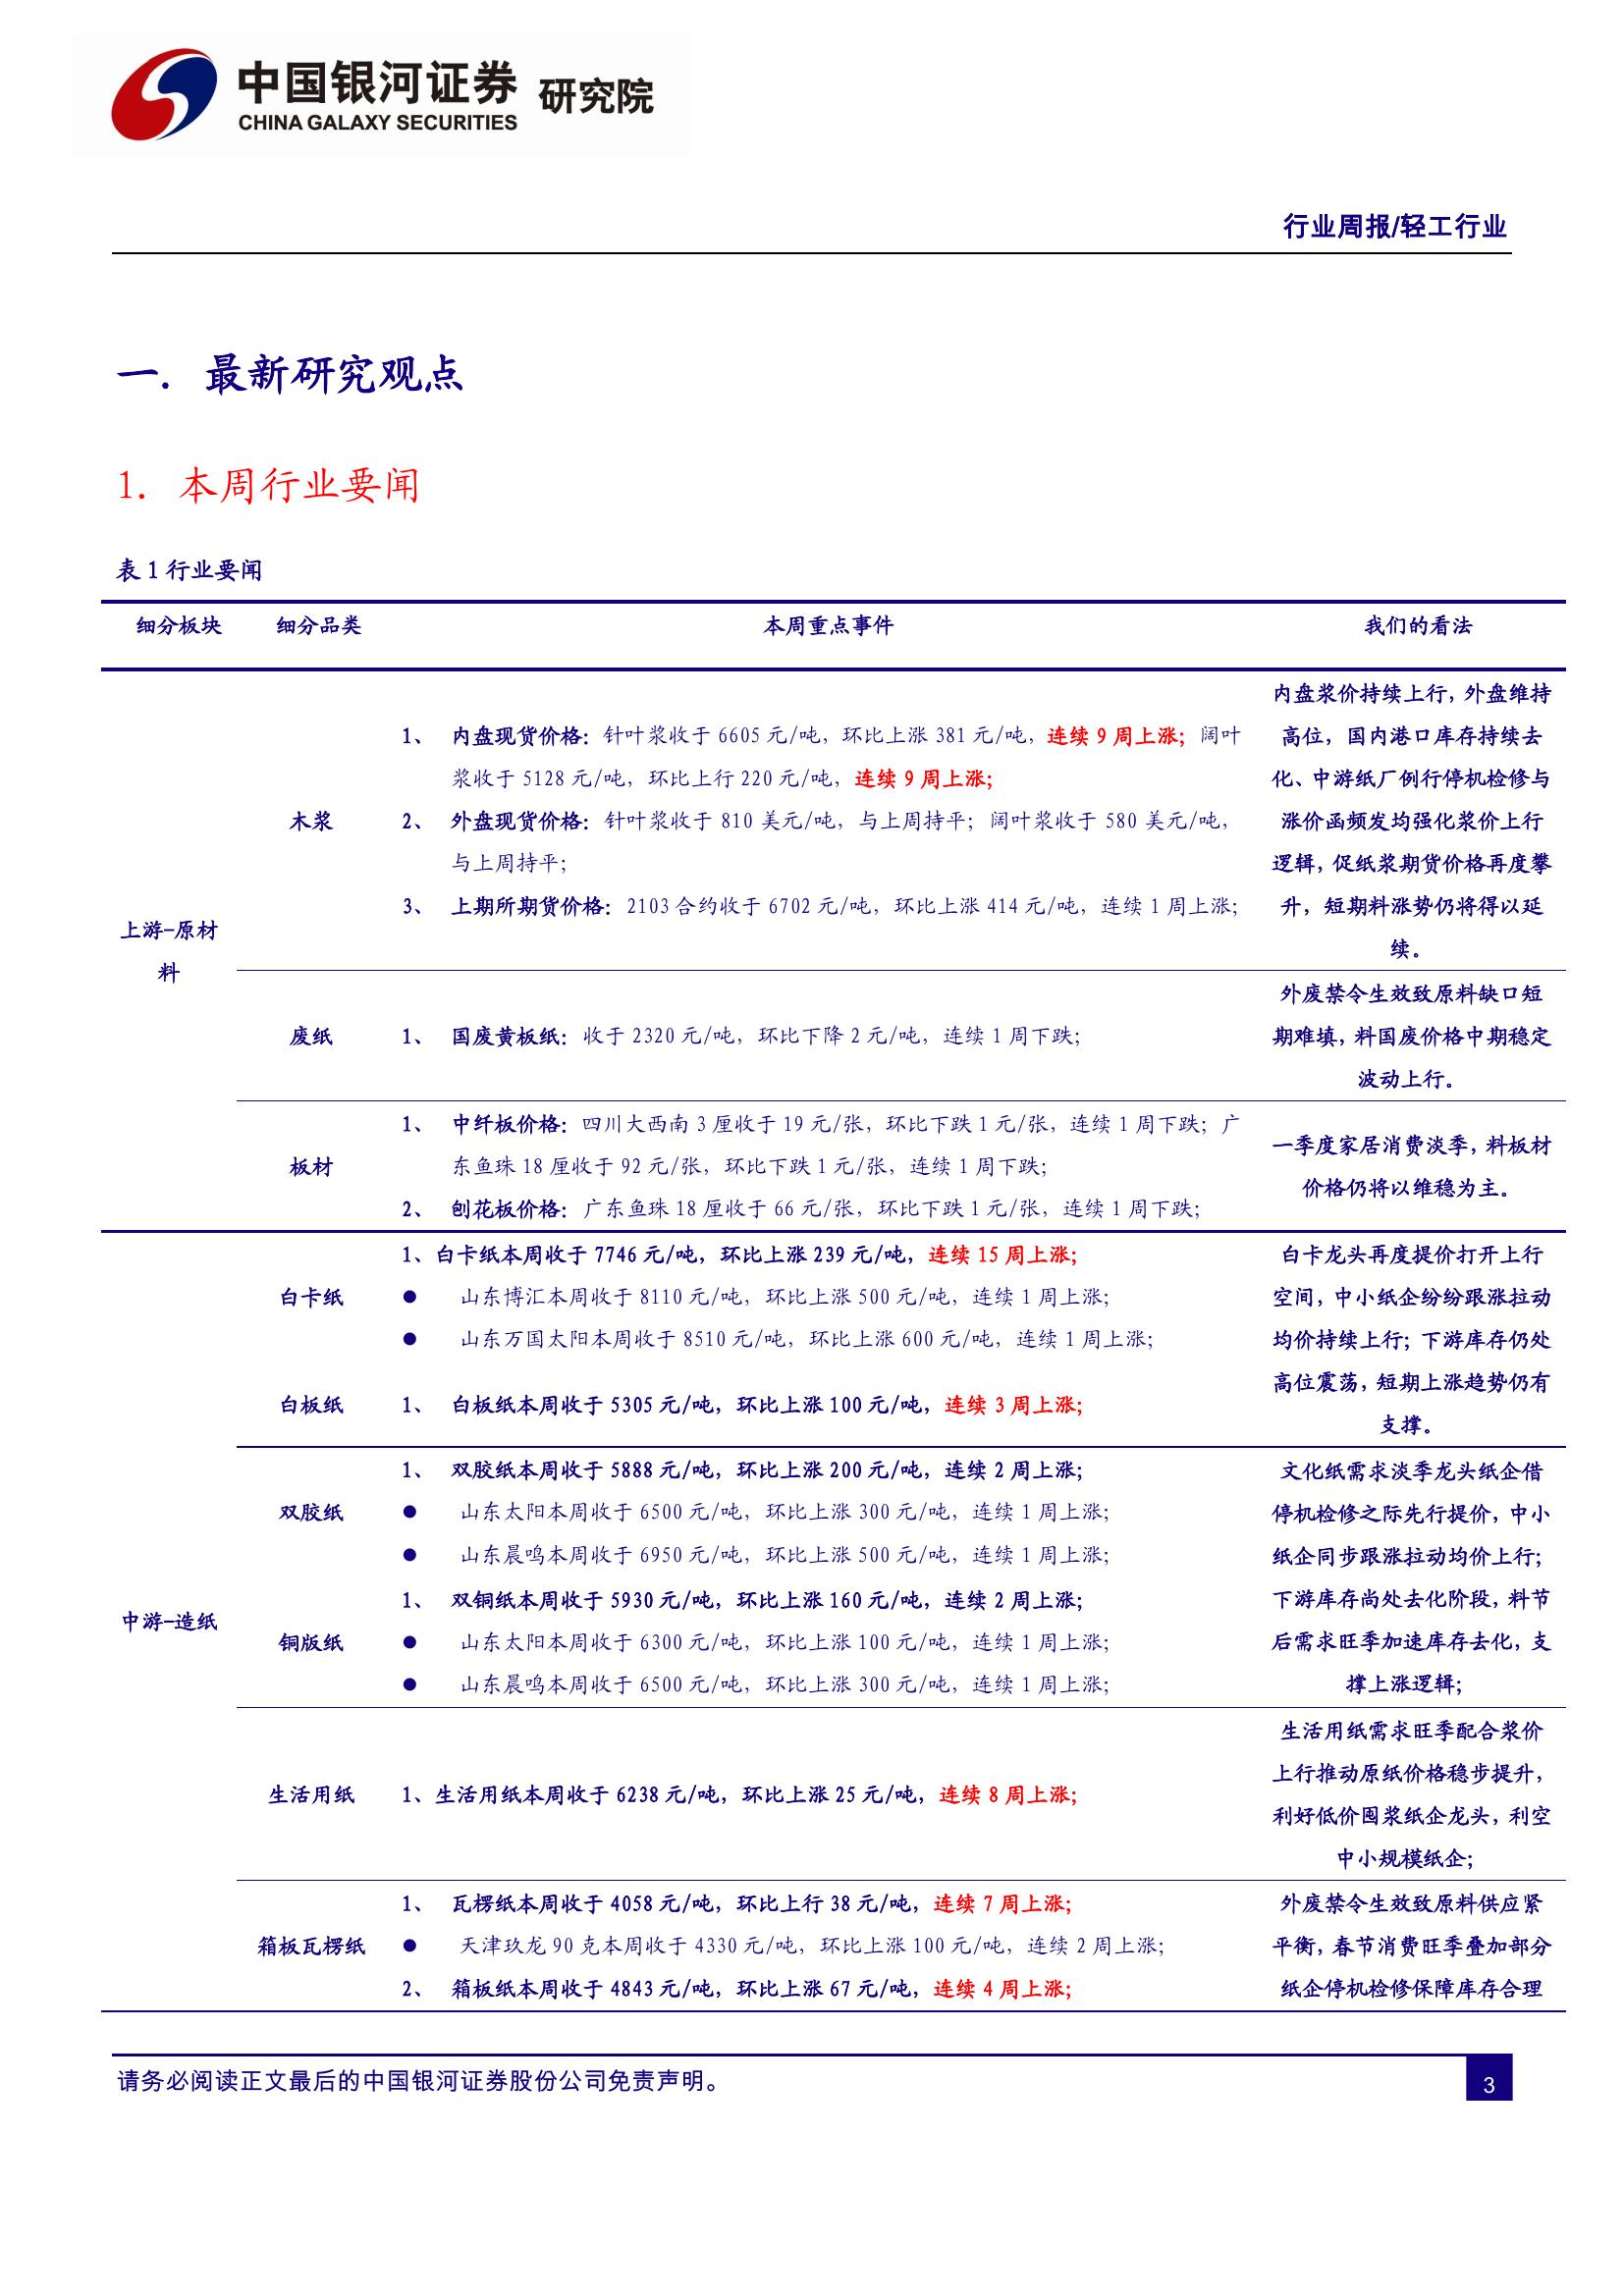 中国银河证券 研究院
CHINA GALAXY SECURITIES
行业周报/轻工行业
一. 最新研究观点
1. 本周行业要闻
表 1 行业要闻
细分板块 细分品类 本周重点事件 我们的看法
上游-原材
料
木浆
1、 内盘现货价格：针叶浆收于 6605 元/吨，环比上涨 381 元/吨，连续 9 周上涨；阔叶
浆收于 5128 元/吨，环比上行 220 元/吨，连续 9 周上涨；
2、 外盘现货价格：针叶浆收于 810 美元/吨，与上周持平；阔叶浆收于 580 美元/吨，
与上周持平；
3、 上期所期货价格：2103 合约收于 6702 元/吨，环比上涨 414 元/吨，连续 1 周上涨；
内盘浆价持续上行，外盘维持
高位，国内港口库存持续去
化、中游纸厂例行停机检修与
涨价函频发均强化浆价上行
逻辑，促纸浆期货价格再度攀
升，短期料涨势仍将得以延
续。
废纸
1、 国废黄板纸：收于 2320 元/吨，环比下降 2 元/吨，连续 1 周下跌；
外废禁令生效致原料缺口短
期难填，料国废价格中期稳定
波动上行。
板材
1、 中纤板价格：四川大西南 3 厘收于 19 元/张，环比下跌 1 元/张，连续 1 周下跌；广
东鱼珠 18 厘收于 92 元/张，环比下跌 1 元/张，连续 1 周下跌；
2、 刨花板价格：广东鱼珠 18 厘收于 66 元/张，环比下跌 1 元/张，连续 1 周下跌；
一季度家居消费淡季，料板材
价格仍将以维稳为主。
中游-造纸
白卡纸
1、白卡纸本周收于 7746 元/吨，环比上涨 239 元/吨，连续 15 周上涨；
● 山东博汇本周收于 8110 元/吨，环比上涨 500 元/吨，连续 1 周上涨；
● 山东万国太阳本周收于 8510 元/吨，环比上涨 600 元/吨，连续 1 周上涨；
白板纸
1、 白板纸本周收于 5305 元/吨，环比上涨 100 元/吨，连续 3 周上涨；
白卡龙头再度提价打开上行
空间，中小纸企纷纷跟涨拉动
均价持续上行；下游库存仍处
高位震荡，短期上涨趋势仍有
支撑。
双胶纸
1、 双胶纸本周收于 5888 元/吨，环比上涨 200 元/吨，连续 2 周上涨；
● 山东太阳本周收于 6500 元/吨，环比上涨 300 元/吨，连续 1 周上涨；
● 山东晨鸣本周收于 6950 元/吨，环比上涨 500 元/吨，连续 1 周上涨；
铜版纸
1、 双铜纸本周收于 5930 元/吨，环比上涨 160 元/吨，连续 2 周上涨；
● 山东太阳本周收于 6300 元/吨，环比上涨 100 元/吨，连续 1 周上涨；
● 山东晨鸣本周收于 6500 元/吨，环比上涨 300 元/吨，连续 1 周上涨；
文化纸需求淡季龙头纸企借
停机检修之际先行提价，中小
纸企同步跟涨拉动均价上行；
下游库存尚处去化阶段，料节
后需求旺季加速库存去化，支
撑上涨逻辑；
生活用纸
1、生活用纸本周收于 6238 元/吨，环比上涨 25 元/吨，连续 8 周上涨；
生活用纸需求旺季配合浆价
上行推动原纸价格稳步提升，
利好低价囤浆纸企龙头，利空
中小规模纸企；
箱板瓦楞纸
1、 瓦楞纸本周收于 4058 元/吨，环比上行 38 元/吨，连续 7 周上涨；
● 天津玖龙 90 克本周收于 4330 元/吨，环比上涨 100 元/吨，连续 2 周上涨；
2、 箱板纸本周收于 4843 元/吨，环比上涨 67 元/吨，连续 4 周上涨；
外废禁令生效致原料供应紧
平衡，春节消费旺季叠加部分
纸企停机检修保障库存合理
请务必阅读正文最后的中国银河证券股份公司免责声明。
3